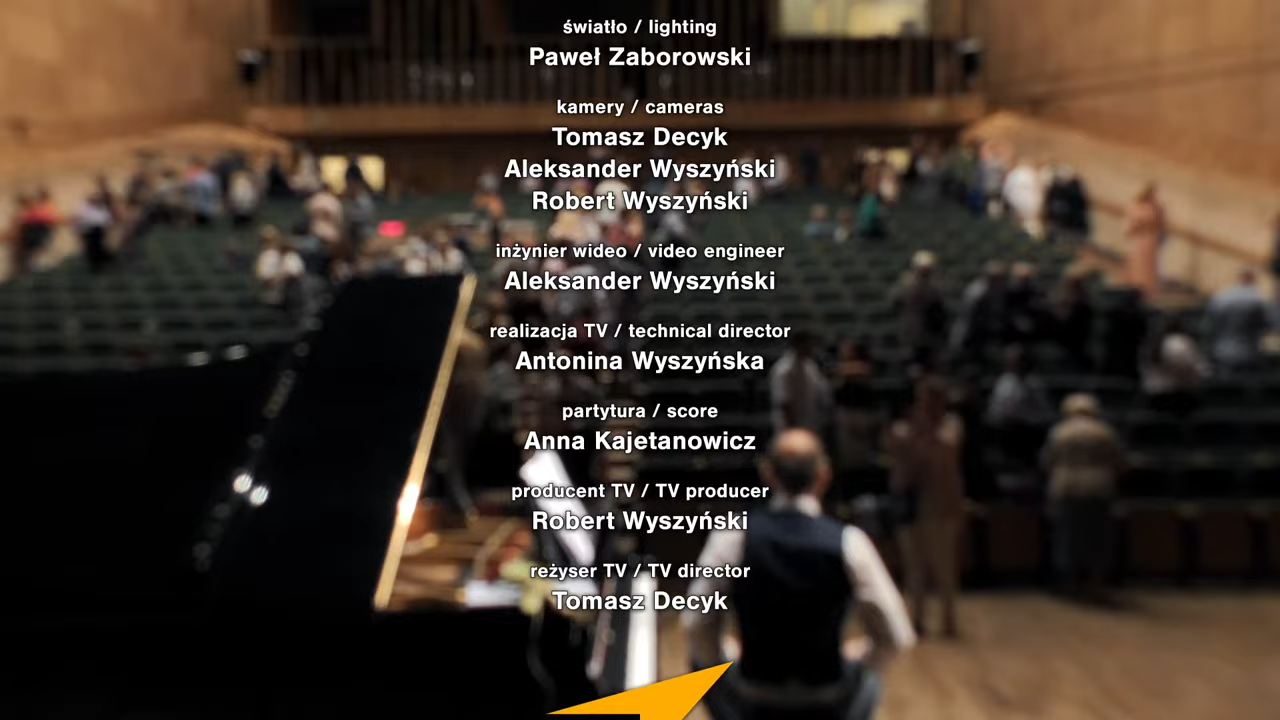 światło / lighting
Paweł Zaborowski
kamery / cameras
Tomasz Decyk
Aleksander Wyszyński
Robert Wyszyński
inżynier wideo / video engineer
Aleksander Wyszyński
realizacja TV / technical director
Antonina Wyszyńska
partytura / score
Anna Kajetanowicz
producent TV / TV producer
Robert Wyszyński
reżyser TV / TV director
Tomasz Decyk